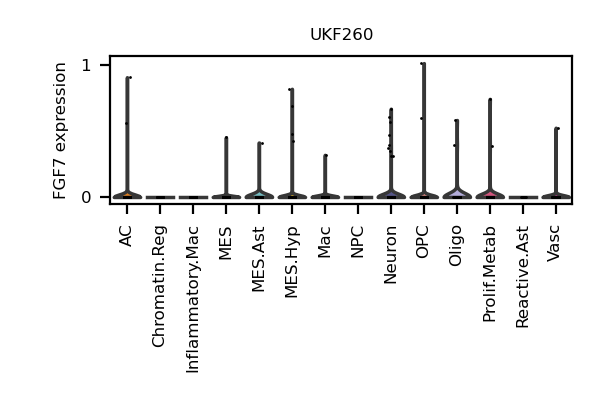 UKF260
FGF7 expression
1
0
AC
Chromatin.Reg
Inflammatory.Mac
MES
MES.Ast
MES.Hyp
Mac
NPC
Neuron
OPC
Oligo
Prolif.Metab
Reactive.Ast
Vasc